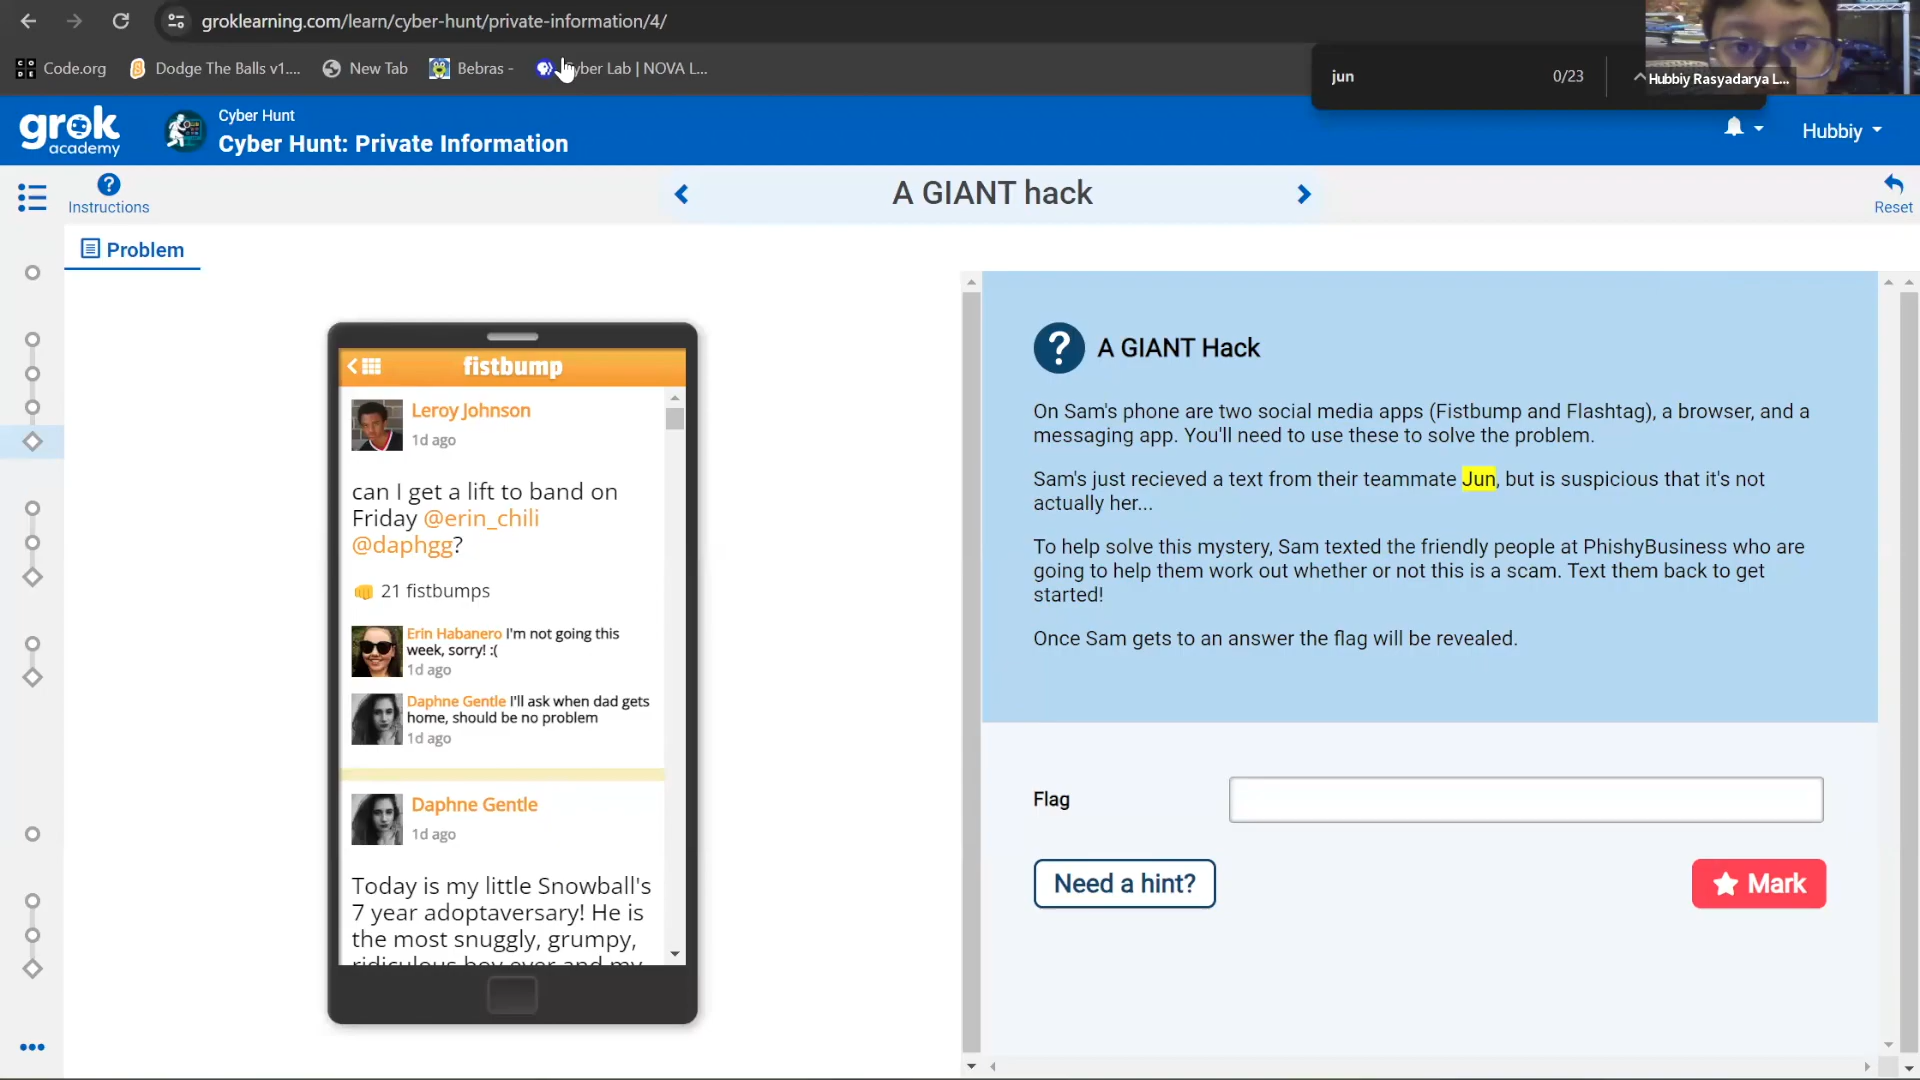 groklearning.com/learn/cyber-hunt/private-information/4/
Code.org
Dodge The Balls v1....
New Tab
Bebras -
yber Lab | NOVA L...
jun
0/23
Hubbiy Rasyadarya L...
grok
academy
Cyber Hunt
Cyber Hunt: Private Information
Hubbiy
Instructions
A GIANT hack
Reset
Problem
fistbump
Leroy Johnson
1d ago
can I get a lift to band on
Friday @erin_chili
@daphgg?
21 fistbumps
Erin Habanero I'm not going this
week, sorry! :(
1d ago
Daphne Gentle I'll ask when dad gets
home, should be no problem
1d ago
Daphne Gentle
1d ago
Today is my little Snowball's
7 year adoptaversary! He is
the most snuggly, grumpy,
ridiculous boy ever and my
A GIANT Hack
On Sam's phone are two social media apps (Fistbump and Flashtag), a browser, and a
messaging app. You'll need to use these to solve the problem.
Sam's just recieved a text from their teammate Jun, but is suspicious that it's not
actually her...
To help solve this mystery, Sam texted the friendly people at PhishyBusiness who are
going to help them work out whether or not this is a scam. Text them back to get
started!
Once Sam gets to an answer the flag will be revealed.
Flag
Need a hint?
Mark